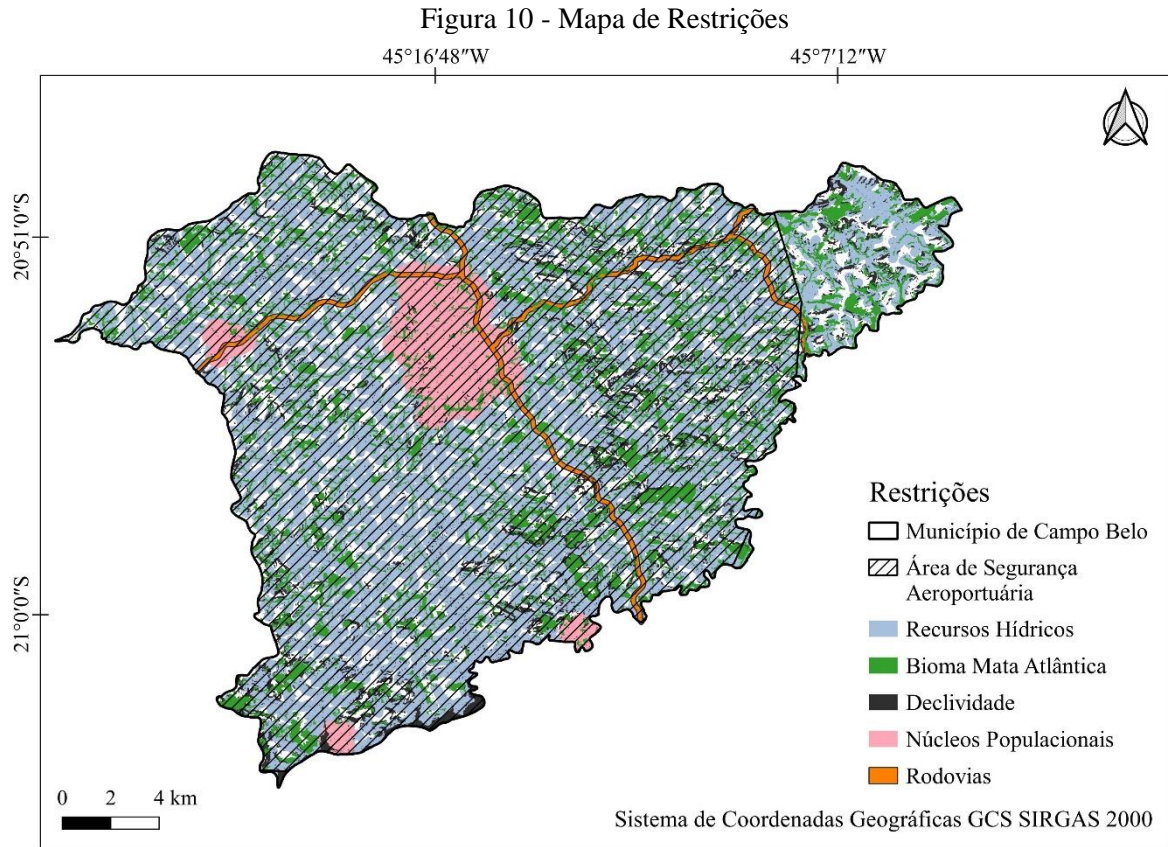 Figura 10 - Mapa de Restrições
45°16′48″W
45°7′12″W
20°51′0″S
21°0′0″S
Restrições
Município de Campo Belo
Área de Segurança
Aeroportuária
Recursos Hídricos
Bioma Mata Atlântica
Declividade
Núcleos Populacionais
Rodovias
0 2 4 km
Sistema de Coordenadas Geográficas GCS SIRGAS 2000